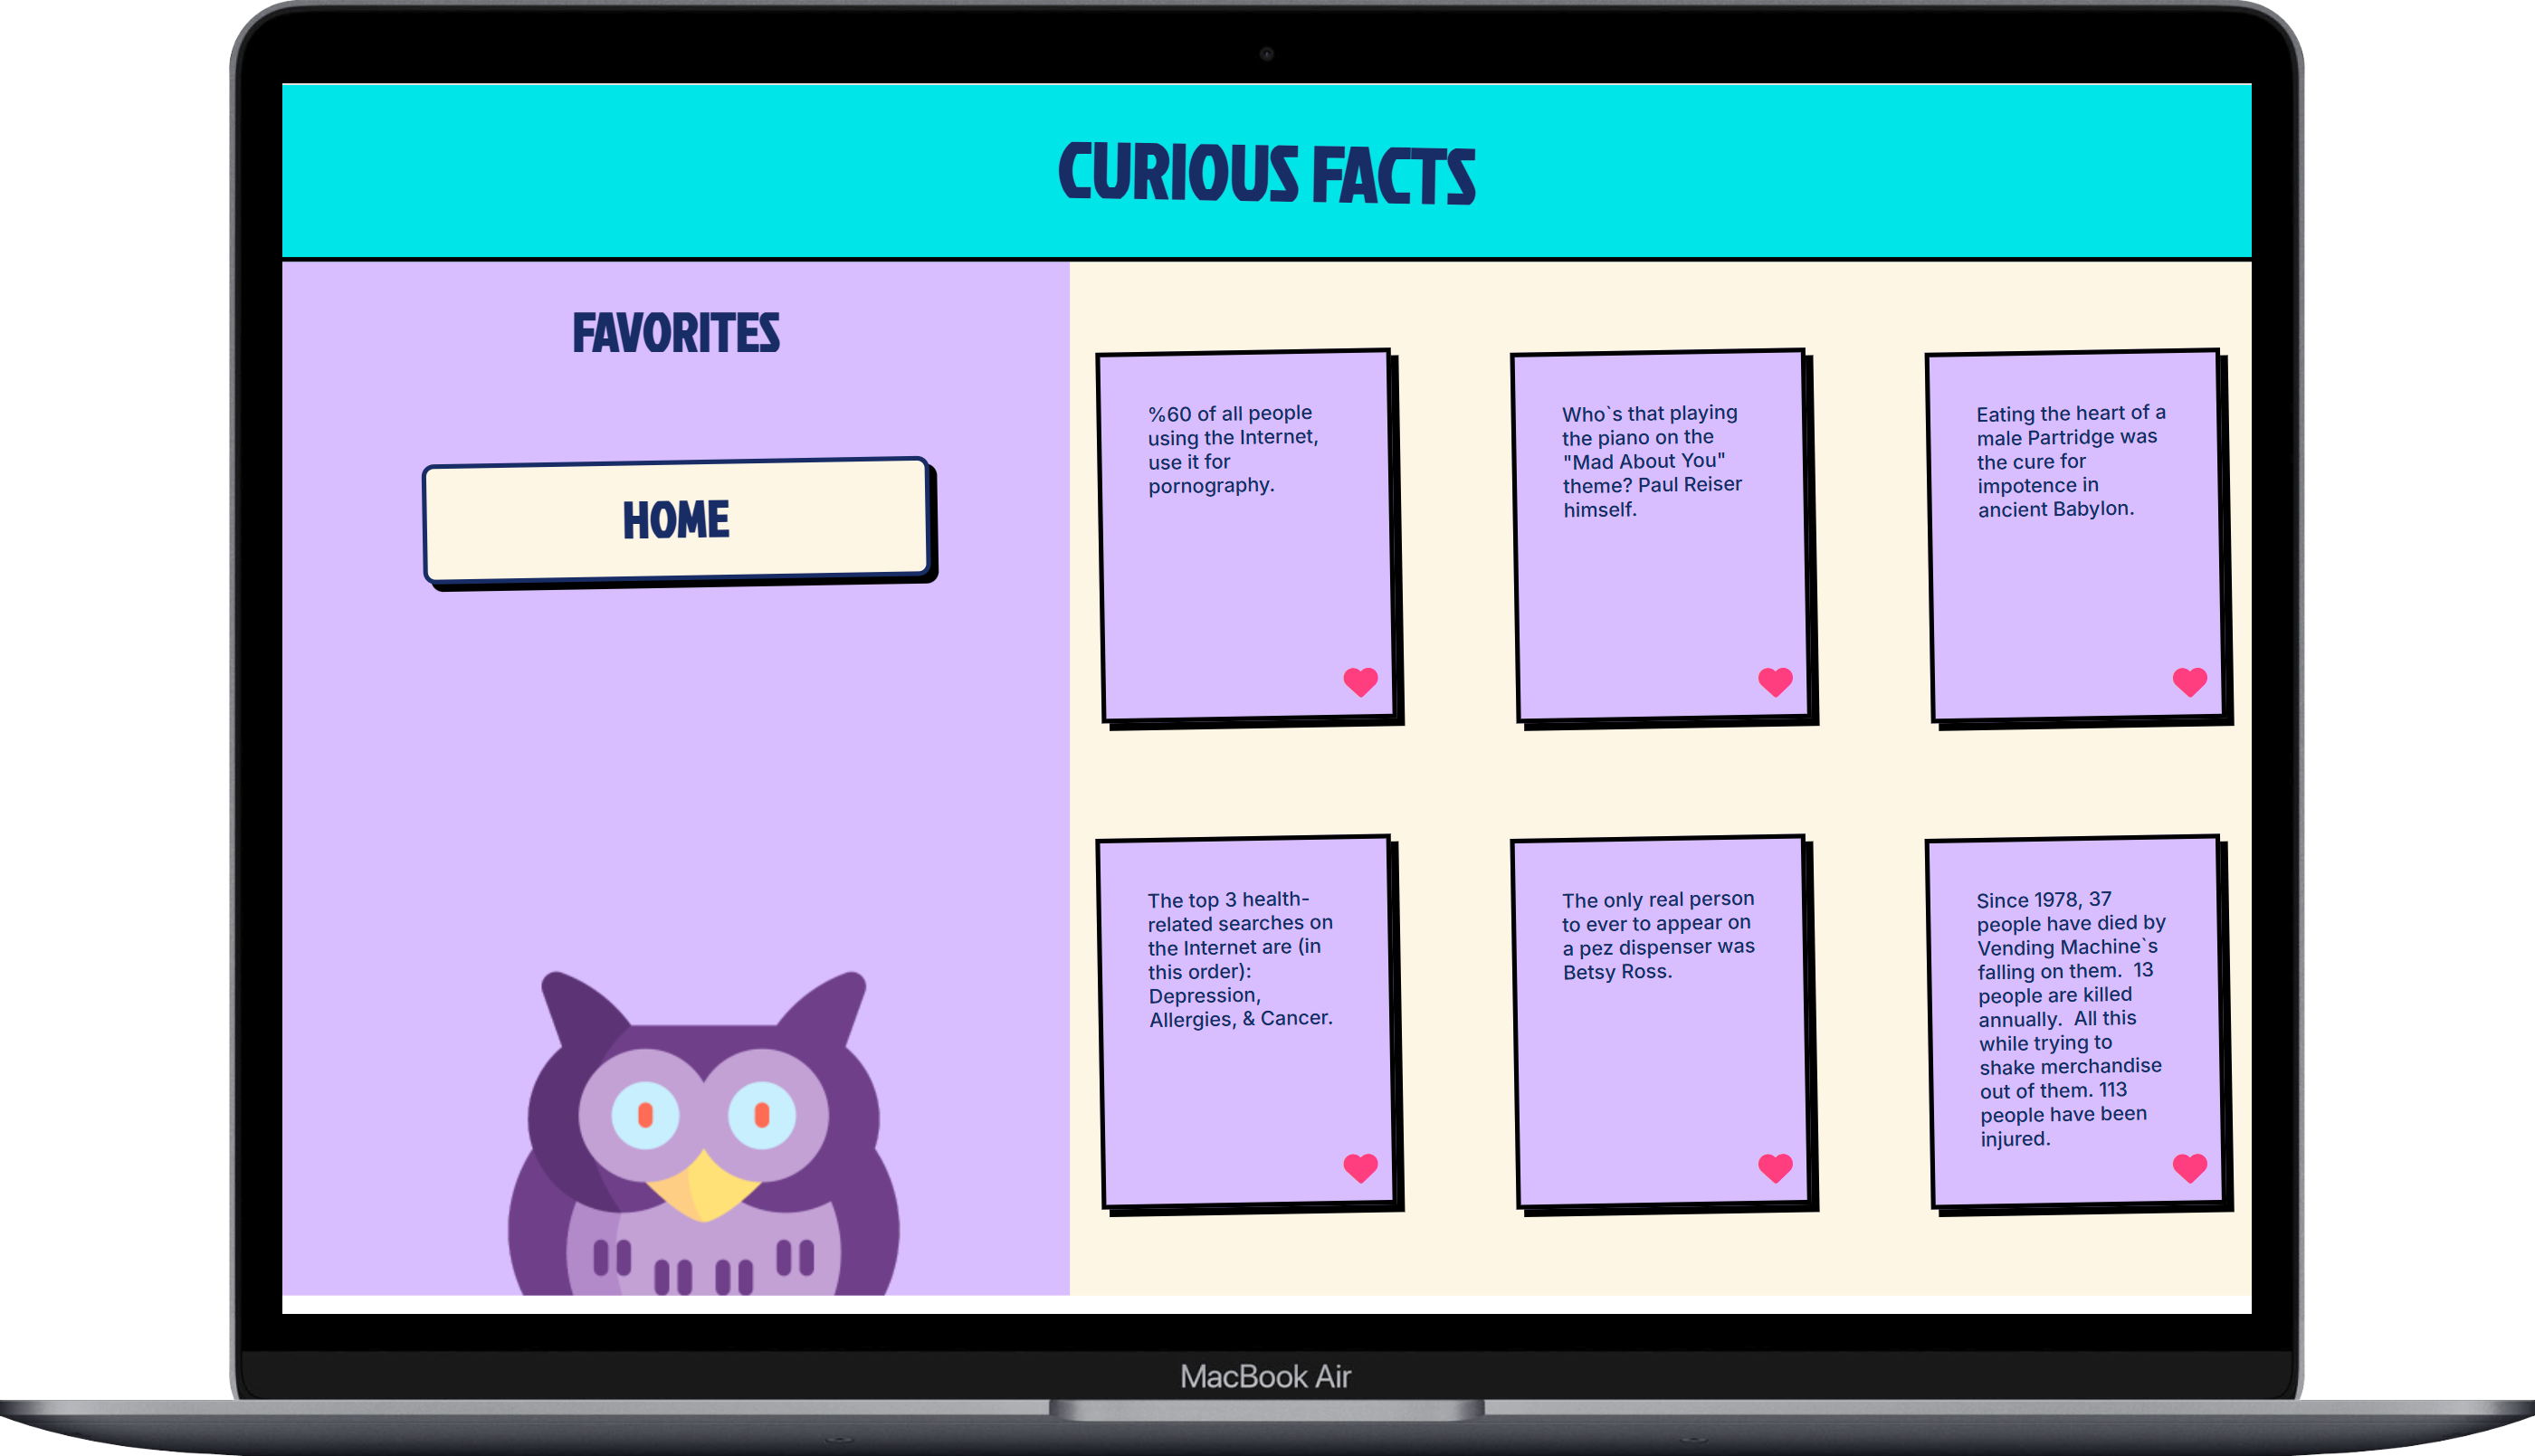 CURIOUS FACTS
FAVORITES
HOME
%60 of all people
using the Internet,
use it for
pornography.
Who`s that playing
the piano on the
"Mad About You"
theme? Paul Reiser
himself.
Eating the heart of a
male Partridge was
the cure for
impotence in
ancient Babylon.
The top 3 health-
related searches on
the Internet are (in
this order):
Depression,
Allergies, & Cancer.
The only real person
to ever to appear on
a pez dispenser was
Betsy Ross.
Since 1978, 37
people have died by
Vending Machine`s
falling on them.  13
people are killed
annually.  All this
while trying to
shake merchandise
out of them. 113
people have been
injured.
MacBook Air